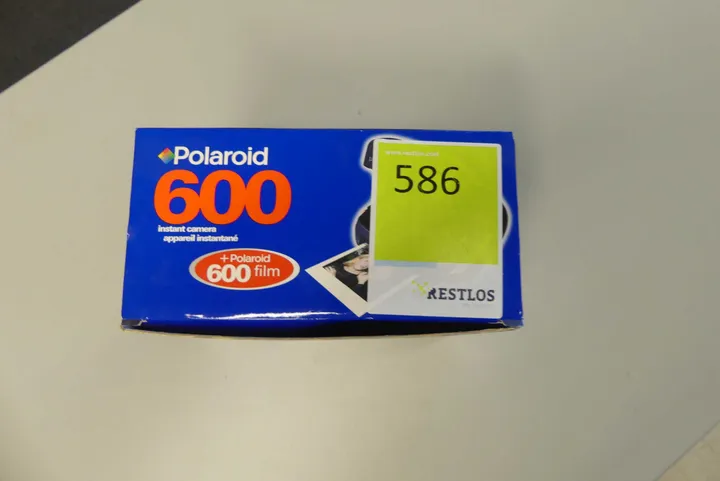 Polaroid
600
instant camera
appareil instantané
+Polaroid
600 film
586
RESTLOS